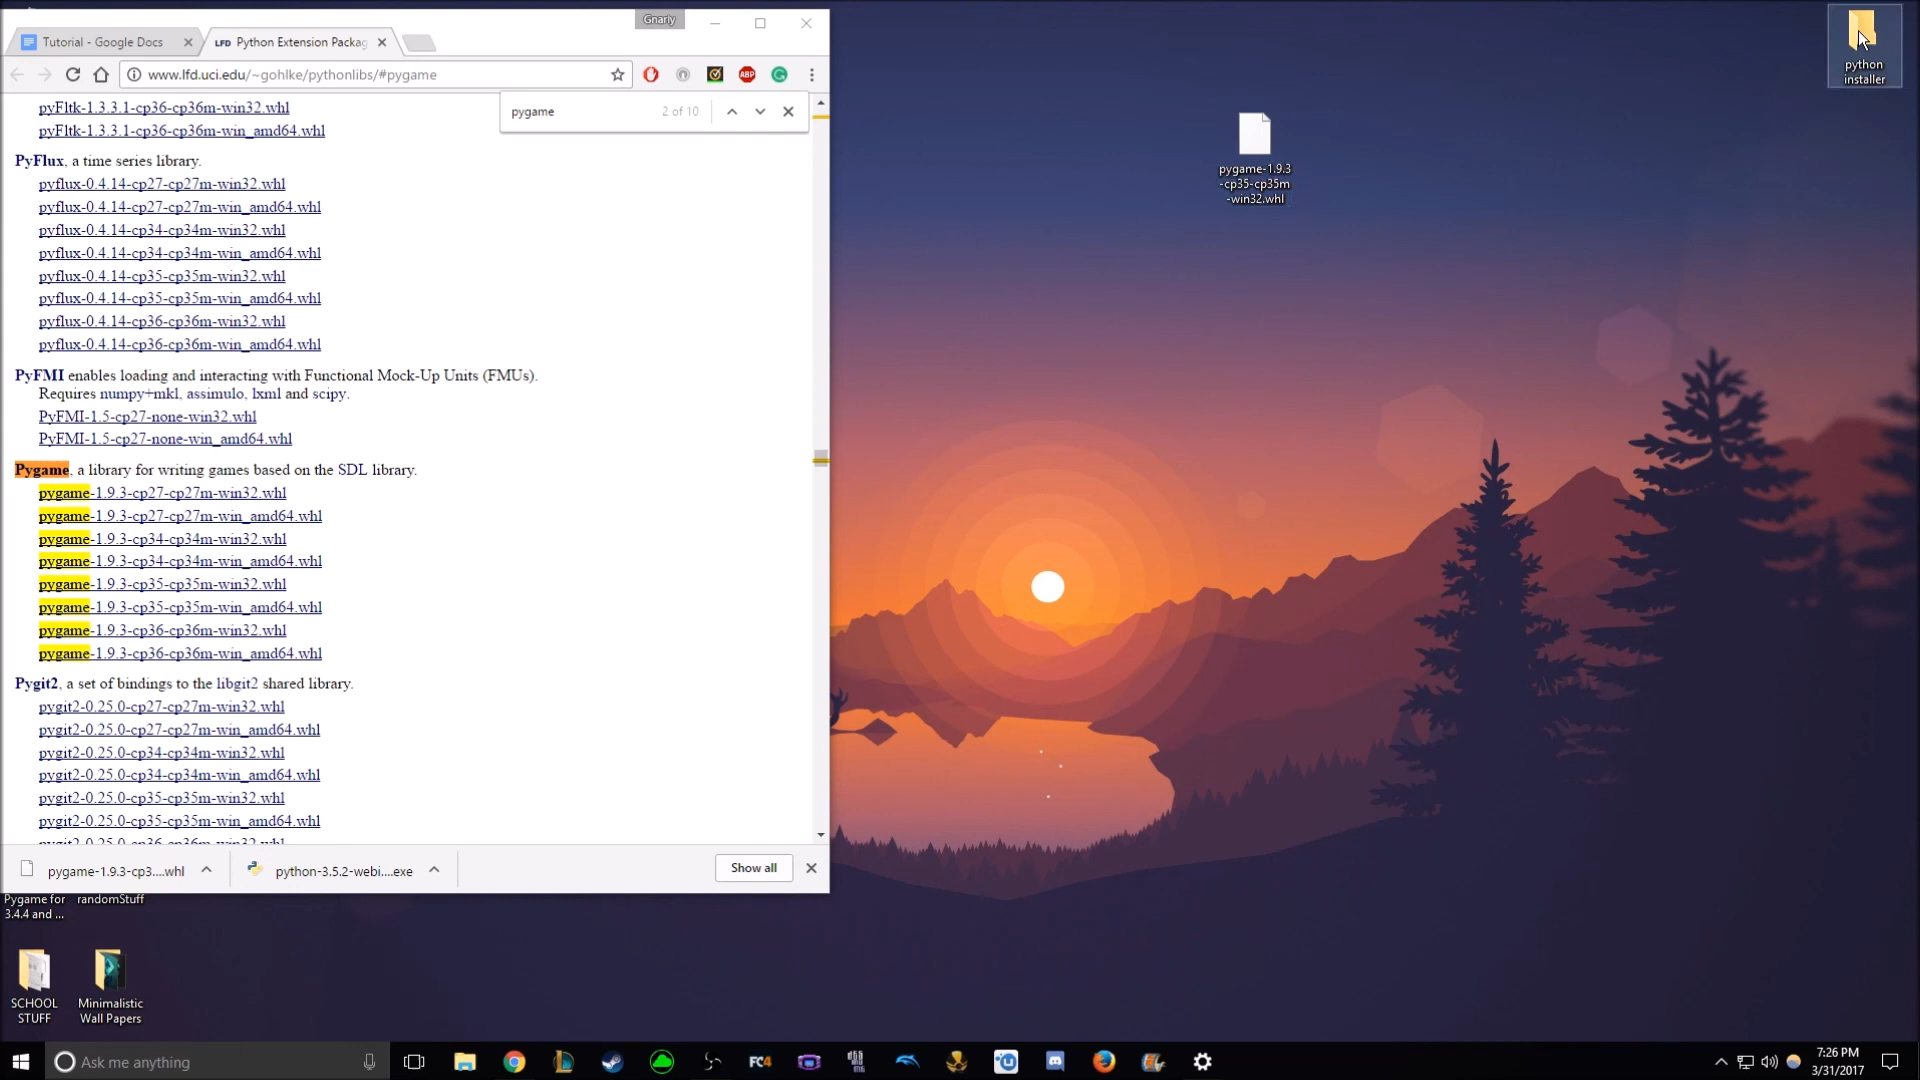 Gnarly
Tutorial - Google Docs
LFD Python Extension Packag
www.lfd.uci.edu/~gohlke/pythonlibs/#pygame
ABP
pygame 2 of 10
pyFltk-1.3.3.1-cp36-cp36m-win32.whl
pyFltk-1.3.3.1-cp36-cp36m-win_amd64.whl
PyFlux, a time series library.
pyflux-0.4.14-cp27-cp27m-win32.whl
pyflux-0.4.14-cp27-cp27m-win_amd64.whl
pyflux-0.4.14-cp34-cp34m-win32.whl
pyflux-0.4.14-cp34-cp34m-win_amd64.whl
pyflux-0.4.14-cp35-cp35m-win32.whl
pyflux-0.4.14-cp35-cp35m-win_amd64.whl
pyflux-0.4.14-cp36-cp36m-win32.whl
pyflux-0.4.14-cp36-cp36m-win_amd64.whl
PyFMI enables loading and interacting with Functional Mock-Up Units (FMUs).
Requires numpy+mkl, assimulo, lxml and scipy.
PyFMI-1.5-cp27-none-win32.whl
PyFMI-1.5-cp27-none-win_amd64.whl
Pygame, a library for writing games based on the SDL library.
pygame-1.9.3-cp27-cp27m-win32.whl
pygame-1.9.3-cp27-cp27m-win_amd64.whl
pygame-1.9.3-cp34-cp34m-win32.whl
pygame-1.9.3-cp34-cp34m-win_amd64.whl
pygame-1.9.3-cp35-cp35m-win32.whl
pygame-1.9.3-cp35-cp35m-win_amd64.whl
pygame-1.9.3-cp36-cp36m-win32.whl
pygame-1.9.3-cp36-cp36m-win_amd64.whl
Pygit2, a set of bindings to the libgit2 shared library.
pygit2-0.25.0-cp27-cp27m-win32.whl
pygit2-0.25.0-cp27-cp27m-win_amd64.whl
pygit2-0.25.0-cp34-cp34m-win32.whl
pygit2-0.25.0-cp34-cp34m-win_amd64.whl
pygit2-0.25.0-cp35-cp35m-win32.whl
pygit2-0.25.0-cp35-cp35m-win_amd64.whl
pygit2-0.25.0-cp36-cp36m-win32.whl
pygame-1.9.3-cp3....whl
python-3.5.2-webi....exe
Show all
python
installer
pygame-1.9.3
-cp35-cp35m
-win32.whl
Pygame for
3.4.4 and ...
randomStuff
SCHOOL
STUFF
Minimalistic
Wall Papers
Ask me anything
FC4
7:26 PM
3/31/2017